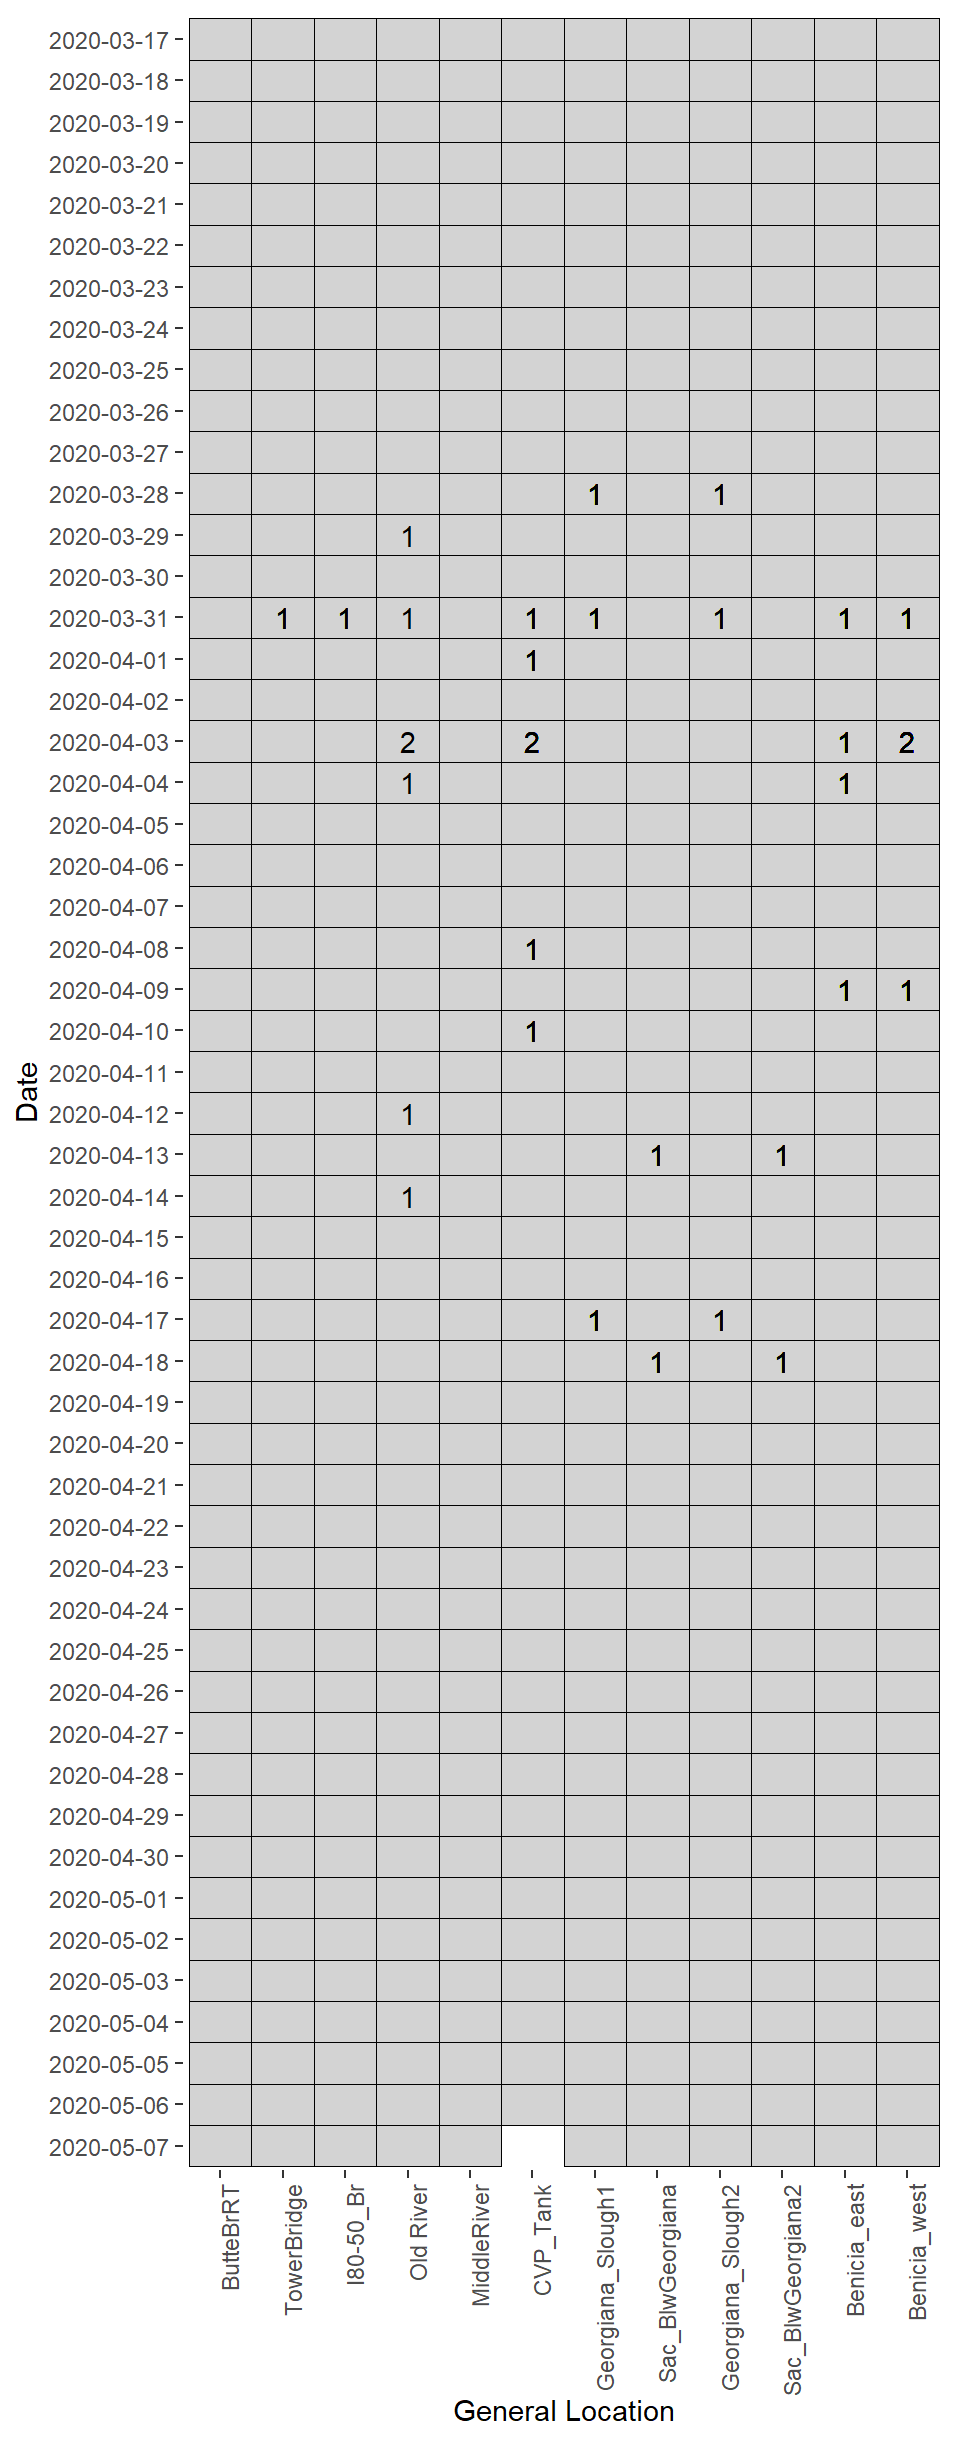 2020-03-17
2020-03-18
2020-03-19
2020-03-20
2020-03-21
2020-03-22
2020-03-23
2020-03-24
2020-03-25
2020-03-26
2020-03-27
2020-03-28 1 1
2020-03-29 1
2020-03-30
2020-03-31 1 1 1 1 1 1 1 1
2020-04-01 1
2020-04-02
2020-04-03 2 2 1 2
2020-04-04 1 1
2020-04-05
2020-04-06
2020-04-07
2020-04-08 1
2020-04-09 1 1
2020-04-10 1
2020-04-11
2020-04-12 1
2020-04-13 1 1
2020-04-14 1
2020-04-15
2020-04-16
2020-04-17 1 1
2020-04-18 1 1
2020-04-19
2020-04-20
2020-04-21
2020-04-22
2020-04-23
2020-04-24
2020-04-25
2020-04-26
2020-04-27
2020-04-28
2020-04-29
2020-04-30
2020-05-01
2020-05-02
2020-05-03
2020-05-04
2020-05-05
2020-05-06
2020-05-07
Date
ButteBrRT
TowerBridge
I80-50_Br
Old River
MiddleRiver
CVP_Tank
Georgiana_Slough1
Sac_BlwGeorgiana
Georgiana_Slough2
Sac_BlwGeorgiana2
Benicia_east
Benicia_west
General Location